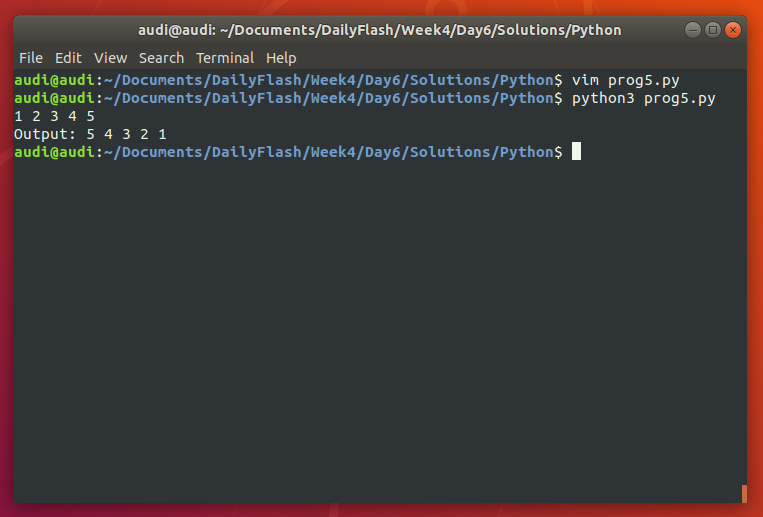 audi@audi: ~/Documents/DailyFlash/Week4/Day6/Solutions/Python
File Edit View Search Terminal Help
audi@audi:~/Documents/DailyFlash/Week4/Day6/Solutions/Python$ vim prog5.py
audi@audi:~/Documents/DailyFlash/Week4/Day6/Solutions/Python$ python3 prog5.py
1 2 3 4 5
Output: 5 4 3 2 1
audi@audi:~/Documents/DailyFlash/Week4/Day6/Solutions/Python$